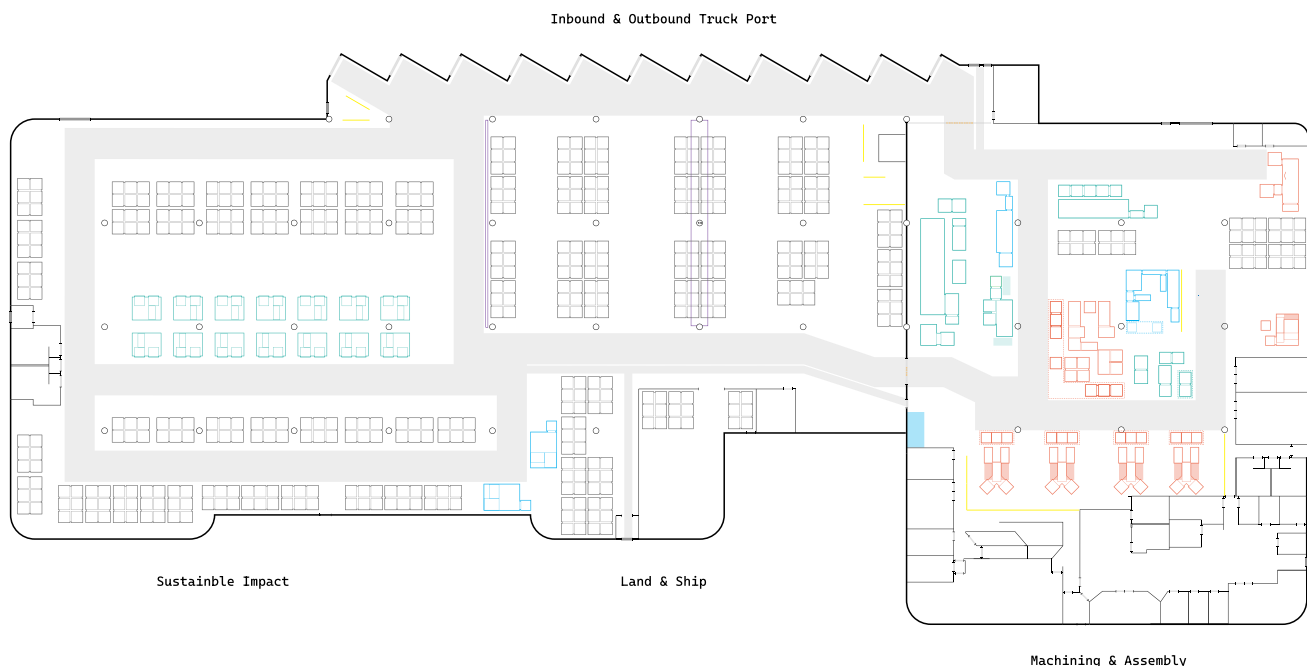 Inbound & Outbound Truck Port
Sustainble Impact
Land & Ship
Machining & Assembly